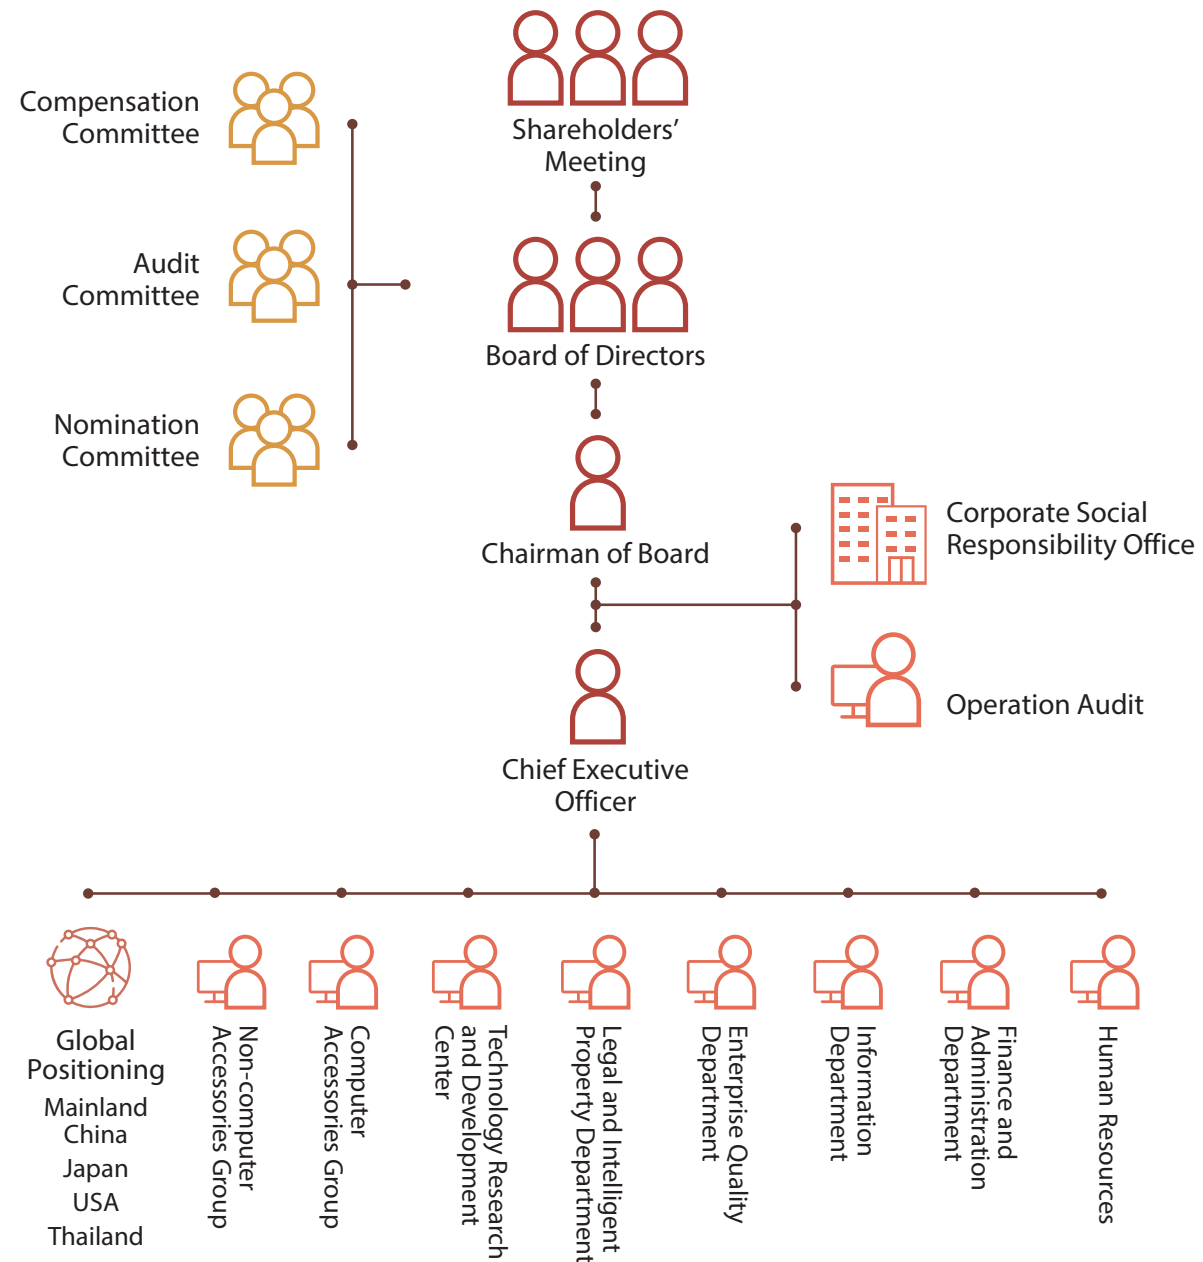 Shareholders’
Meeting
Compensation
Committee
Audit
Committee
Nomination
Committee
Board of Directors
Chairman of Board
Corporate Social
Responsibility Office
Operation Audit
Chief Executive
Officer
Global
Positioning
Mainland
China
Japan
USA
Thailand
Non-computer
Accessories Group
Computer
Accessories Group
Technology Research
and Development
Center
Legal and Intelligent
Property Department
Enterprise Quality
Department
Information
Department
Finance and
Administration
Department
Human Resources